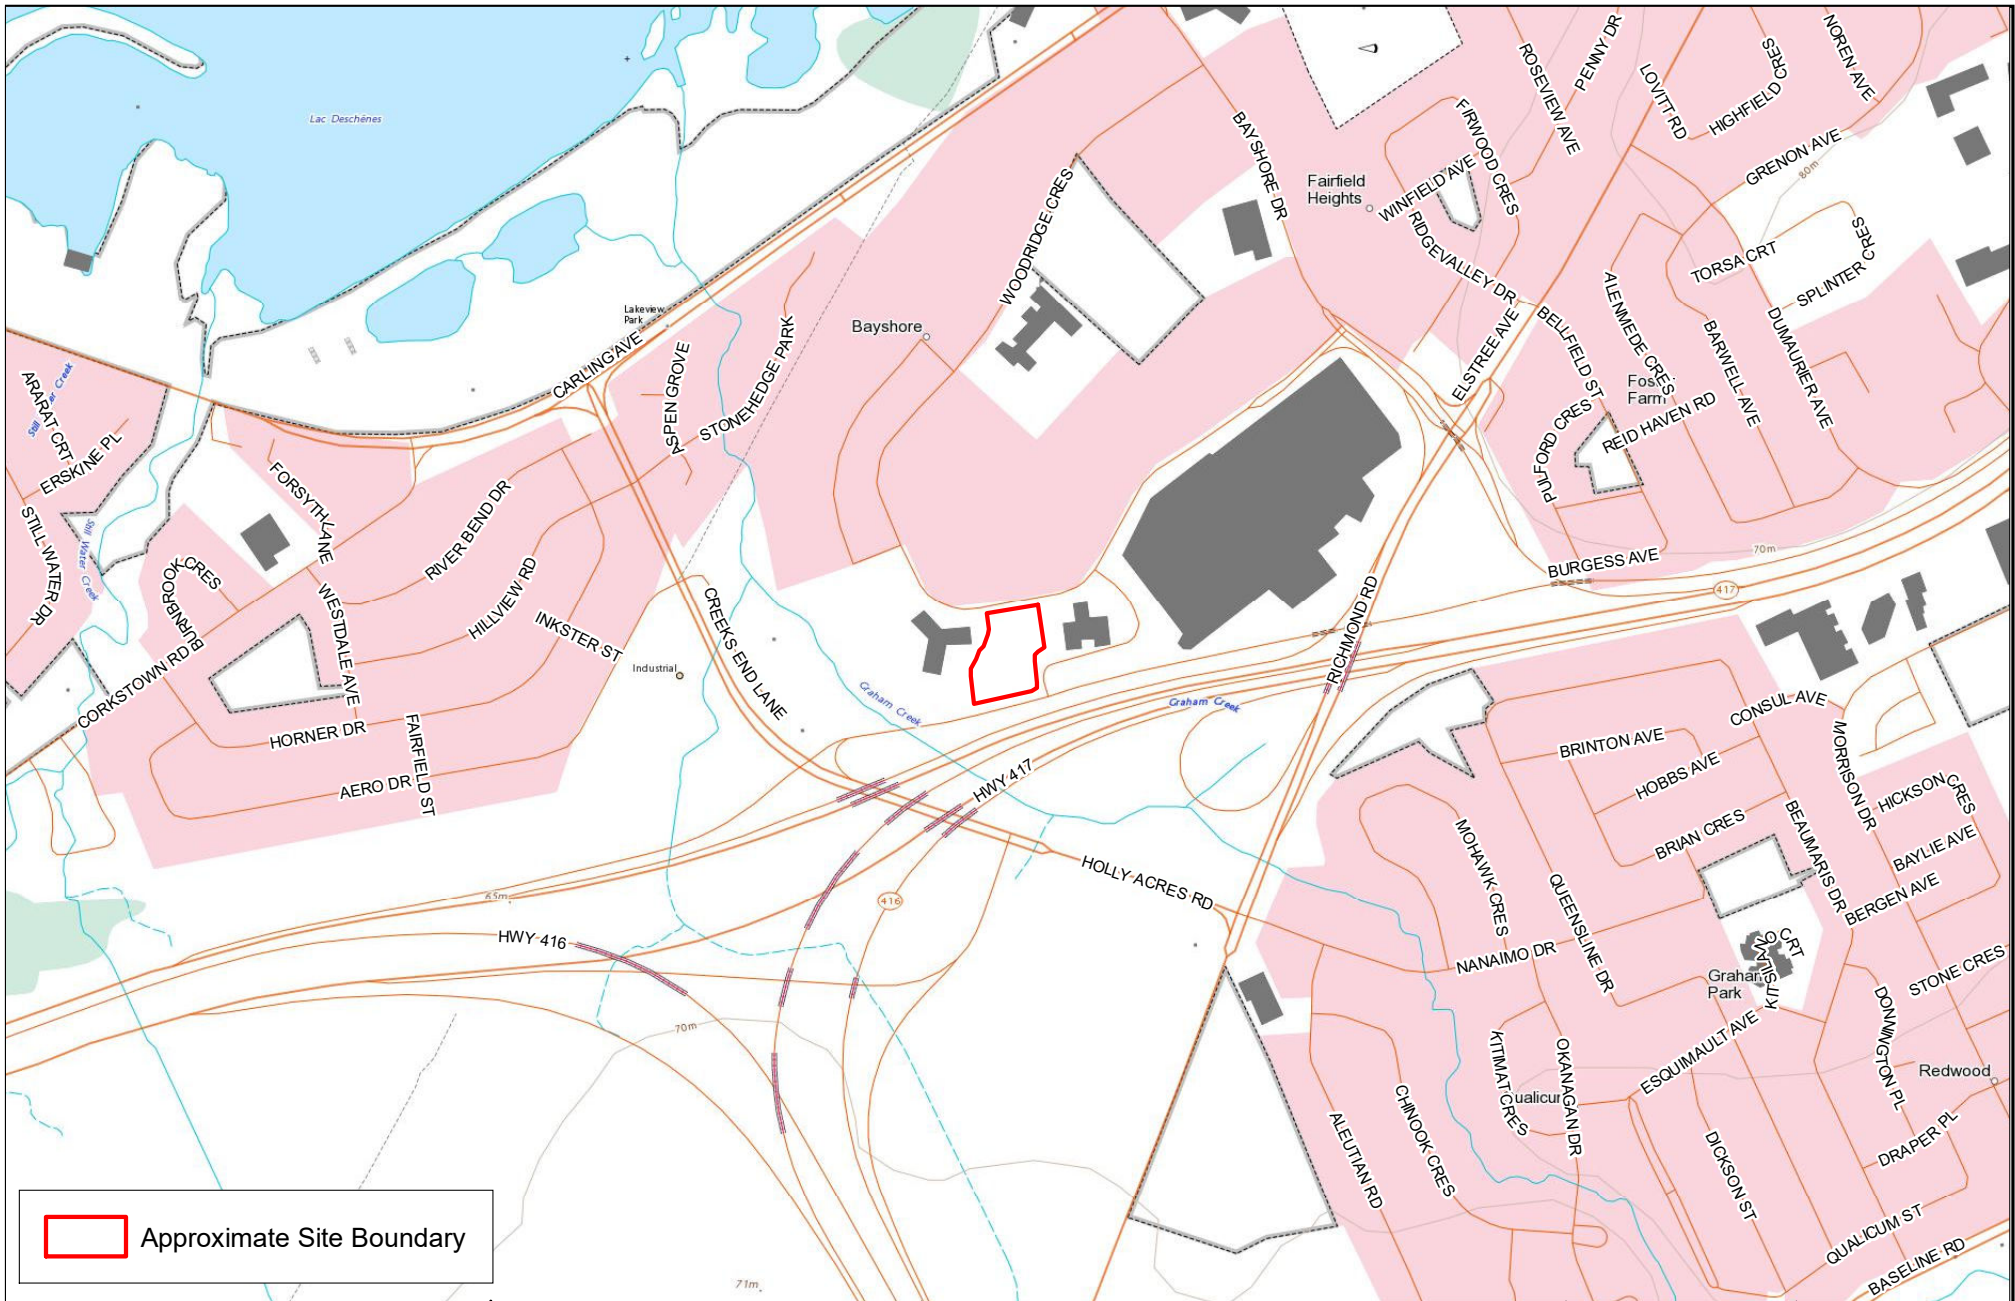 Lac Deschênes
Lakeview
Park
CARLING AVE
Bayshore
WOODRIDGE CRES
BAYSHORE DR
Fairfield
Heights
WINFIELD AVE
FIRWOOD CRES
RIDGEVALLEY DR
ROSEVIEW AVE
PENNY DR
LOVITT RD
HIGHFIELD CRES
NOREN AVE
GRENON AVE
80m
TORSA CRT
SPLINTER CRES
CRES
ALENMEDE CRES
BARWELL AVE
DUMAURIER AVE
ELSTREE AVE
BELLFIELD ST
Farm
REID HAVEN RD
PULFORD CRES
BURGESS AVE
70m
417
RICHMOND RD
ASPEN GROVE
STONEHEDGE PARK
ARARAT CRT
ERSKINE PL
STILL WATER DR
Still Water Creek
FORSYTH LANE
RIVER BEND DR
HILLVIEW RD
INKSTER ST
BURNBROOK CRES
WESTDALE AVE
CORKSTOWN RD
HORNER DR
AERO DR
FAIRFIELD ST
Industrial
CREEKS END LANE
Graham Creek
Graham Creek
HWY 417
HOLLY ACRES RD
65m
HWY 416
416
70m
71m
CONSUL AVE
BRINTON AVE
HOBBS AVE
BRIAN CRES
MORRISON DR
HICKSON CRES
BAYLIE AVE
BERGEN AVE
BEAUMARIS DR
MOHAWK CRES
QUEENSLINE DR
NANAIMO DR
KITSILANO CRT
Graham
Park
STONE CRES
DONNINGTON PL
Redwood
DRAPER PL
ESQUIMAULT AVE
KITIMAT CRES
OKANAGAN DR
DICKSON ST
CHINOOK CRES
ALEUTIAN RD
QUALICUM ST
BASELINE RD
Approximate Site Boundary